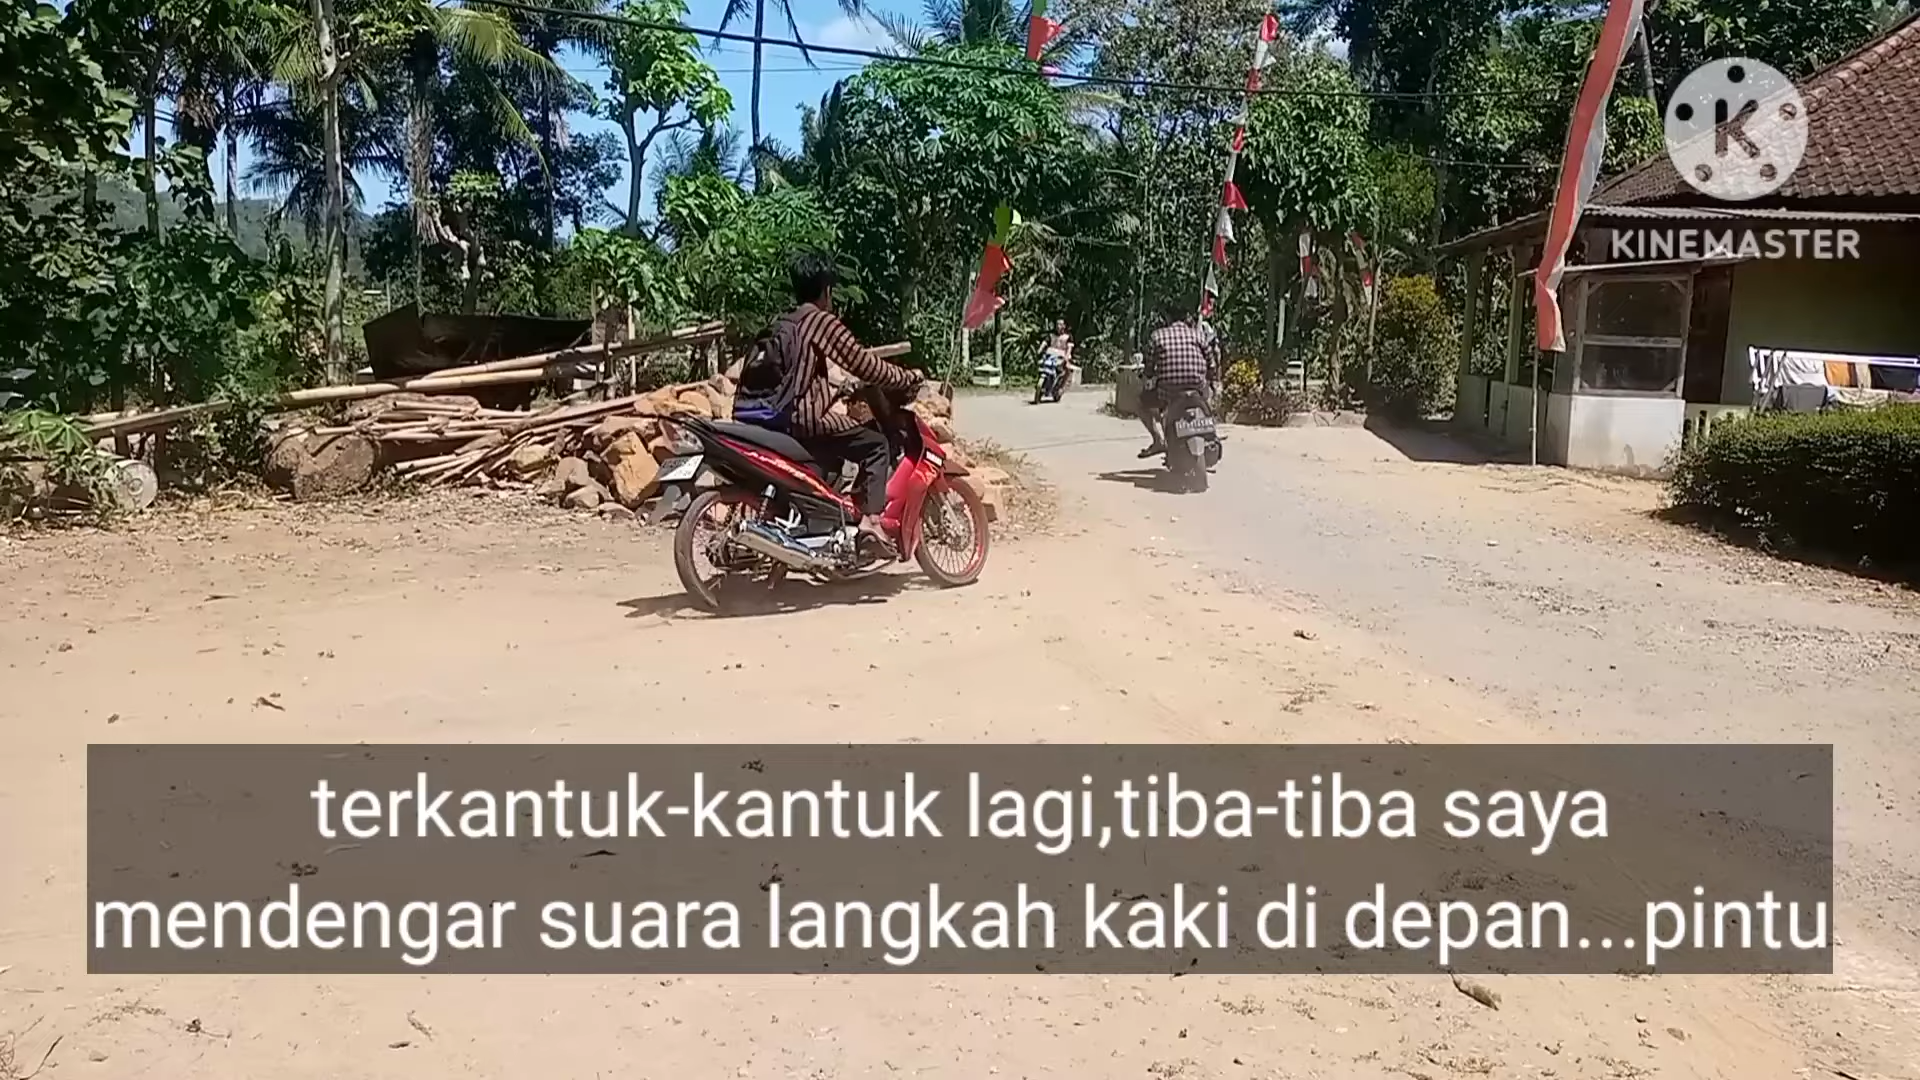 K
KINEMASTER
terkantuk-kantuk lagi,tiba-tiba saya
mendengar suara langkah kaki di depan...pintu